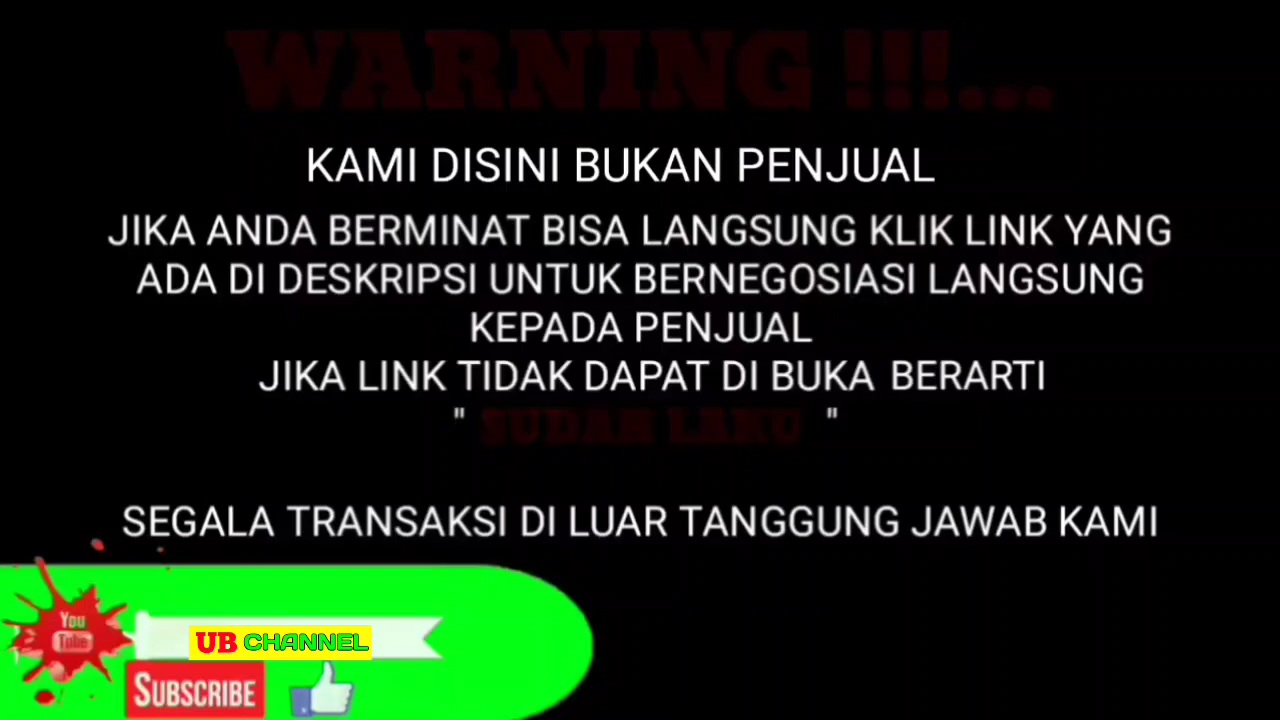 WARNING !!!...
KAMI DISINI BUKAN PENJUAL
JIKA ANDA BERMINAT BISA LANGSUNG KLIK LINK YANG
ADA DI DESKRIPSI UNTUK BERNEGOSIASI LANGSUNG
KEPADA PENJUAL
JIKA LINK TIDAK DAPAT DI BUKA BERARTI
" SUDAH LAKU "
SEGALA TRANSAKSI DI LUAR TANGGUNG JAWAB KAMI
You
Tube
UB CHANNEL
SUBSCRIBE